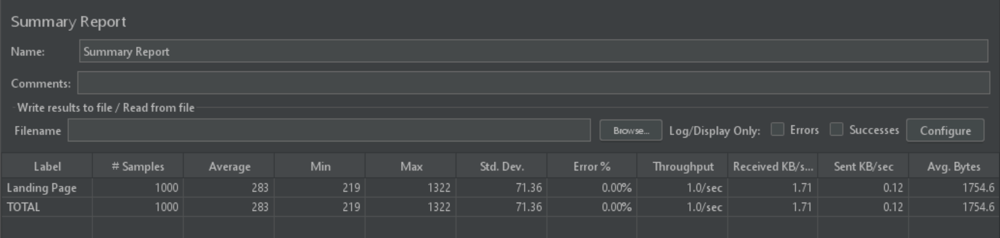 Summary Report
Name: Summary Report
Comments:
Write results to file / Read from file
Filename Browse... Log/Display Only: Errors Successes Configure
Label # Samples Average Min Max Std. Dev. Error % Throughput Received KB/s... Sent KB/sec Avg. Bytes
Landing Page 1000 283 219 1322 71.36 0.00% 1.0/sec 1.71 0.12 1754.6
TOTAL 1000 283 219 1322 71.36 0.00% 1.0/sec 1.71 0.12 1754.6